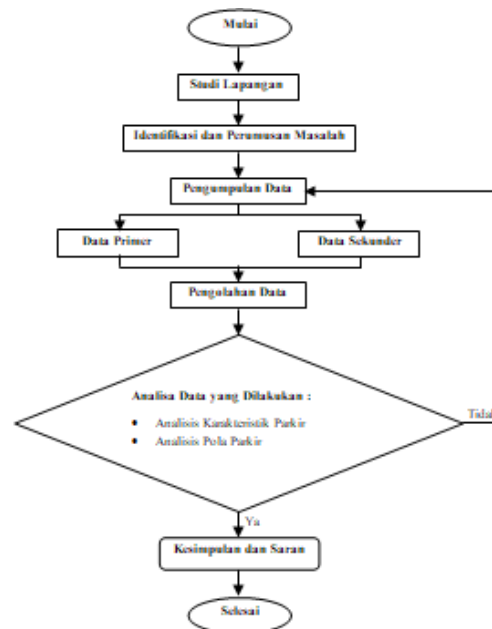 Mulai
Studi Lapangan
Identifikasi dan Perumusan Masalah
Pengumpulan Data
Data Primer
Data Sekunder
Pengolahan Data
Analisa Data yang Dilakukan :
• Analisis Karakteristik Parkir
• Analisis Pola Parkir
Tidak
Ya
Kesimpulan dan Saran
Selesai